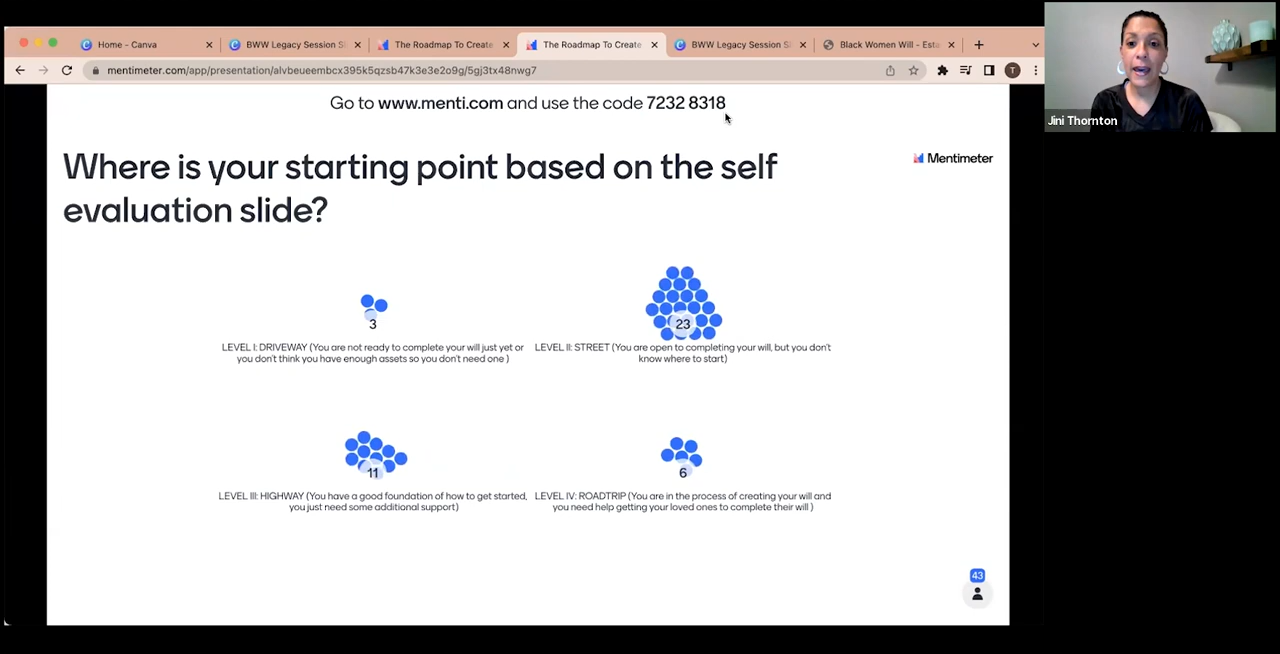 Home - Canva
BWW Legacy Session S
The Roadmap To Create
The Roadmap To Create
BWW Legacy Session S
Black Women Will - Esta
mentimeter.com/app/presentation/alvbeueembcx395k5qzsb47k3e3e2o9g/5gj3tx48nwg7
T
Jini Thornton
Go to www.menti.com and use the code 7232 8318
Mentimeter
Where is your starting point based on the self
evaluation slide?
3
LEVEL I: DRIVEWAY (You are not ready to complete your will just yet or
you don't think you have enough assets so you don't need one )
23
LEVEL II: STREET (You are open to completing your will, but you don't
know where to start)
11
LEVEL III: HIGHWAY (You have a good foundation of how to get started,
you just need some additional support)
6
LEVEL IV: ROADTRIP (You are in the process of creating your will and
you need help getting your loved ones to complete their will )
43